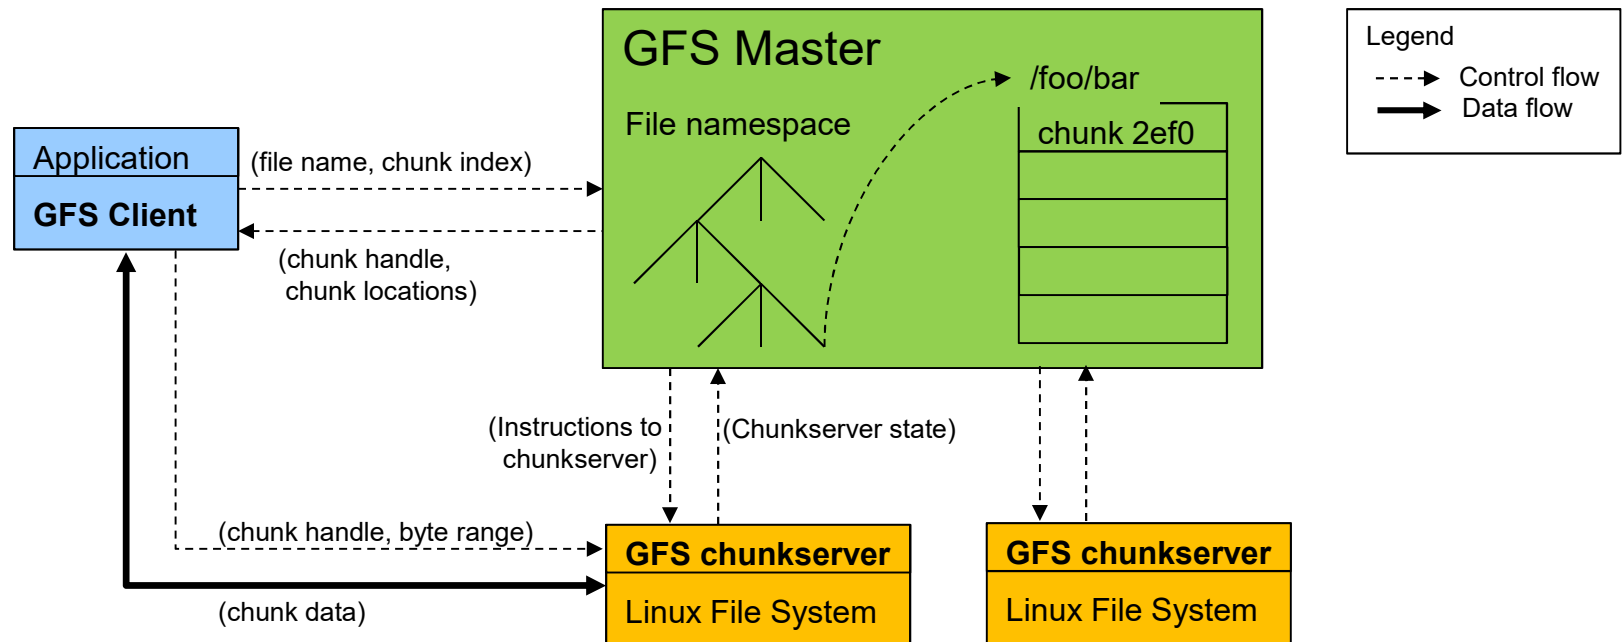 GFS Master
/foo/bar
File namespace
chunk 2ef0
Legend
Control flow
Data flow
Application
GFS Client
(file name, chunk index)
(chunk handle,
chunk locations)
(Instructions to
chunkserver)
(Chunkserver state)
(chunk handle, byte range)
(chunk data)
GFS chunkserver
Linux File System
GFS chunkserver
Linux File System